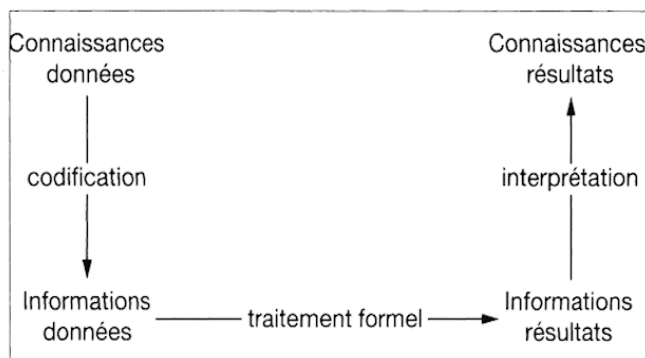 Connaissances
données
Connaissances
résultats
codification
interprétation
Informations
données
traitement formel
Informations
résultats